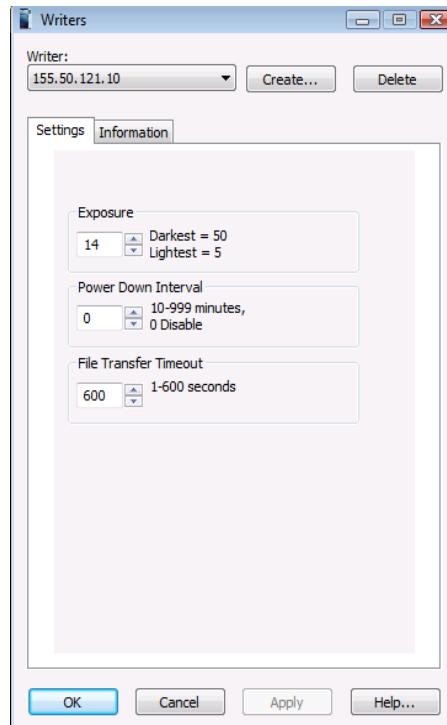 Writers
Writer:
155.50.121.10
Create...
Delete
Settings
Information
Exposure
14
Darkest = 50
Lightest = 5
Power Down Interval
0
10-999 minutes,
0 Disable
File Transfer Timeout
600
1-600 seconds
OK
Cancel
Apply
Help...